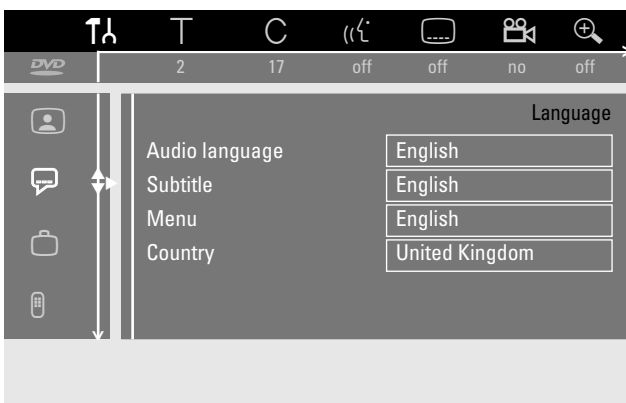 T C
DVD 2 17 off off no off
Language
Audio language English
Subtitle English
Menu English
Country United Kingdom